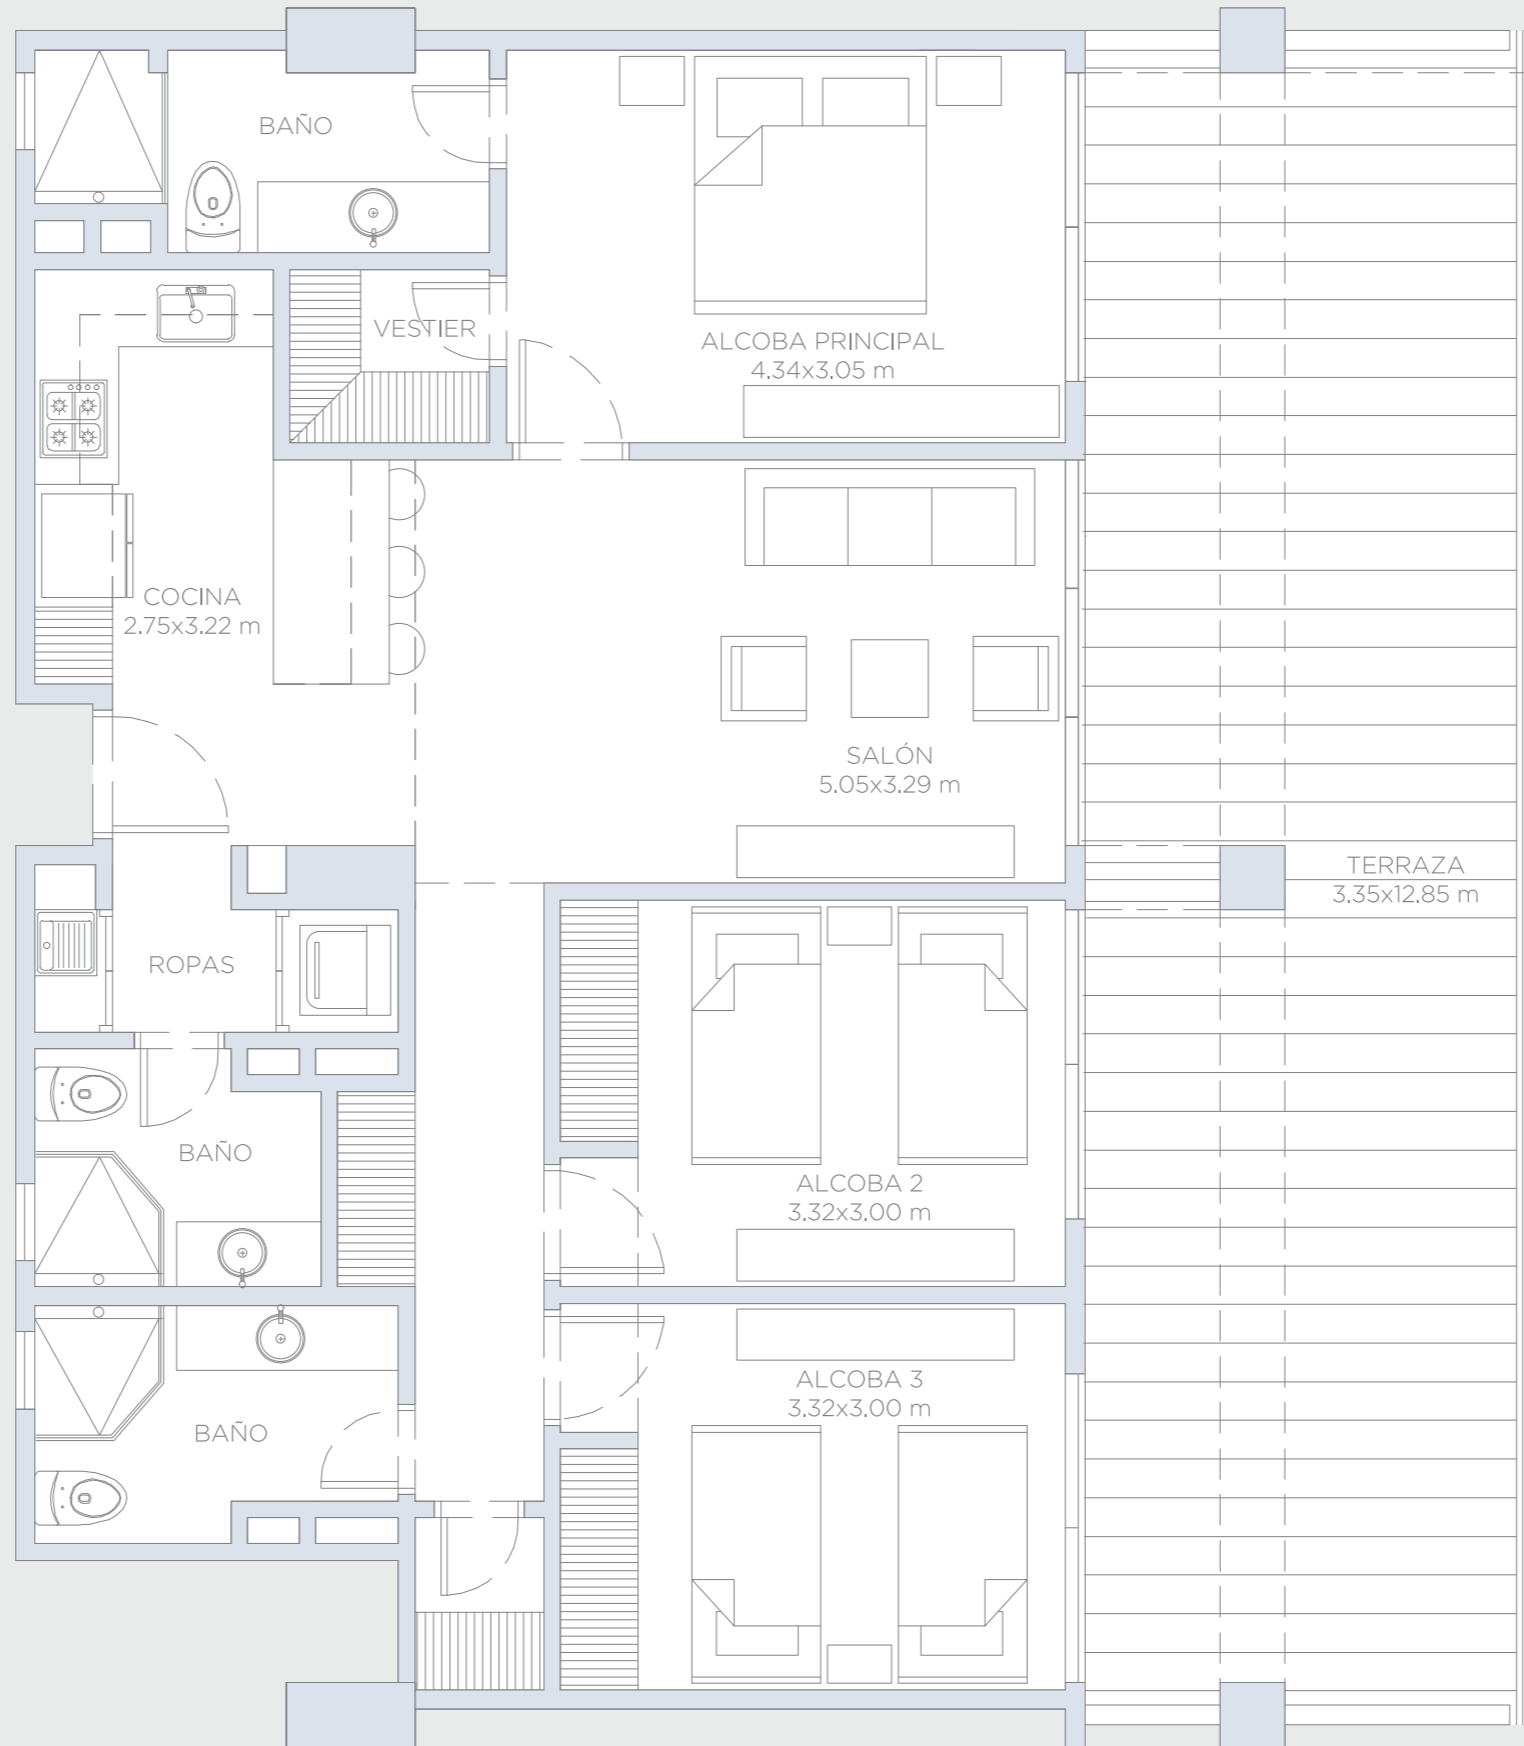 BAÑO
VESTIER
ALCOBA PRINCIPAL
4.34x3.05 m
COCINA
2.75x3.22 m
SALÓN
5.05x3.29 m
TERRAZA
3.35x12.85 m
ROPAS
BAÑO
ALCOBA 2
3.32x3.00 m
ALCOBA 3
3.32x3.00 m
BAÑO